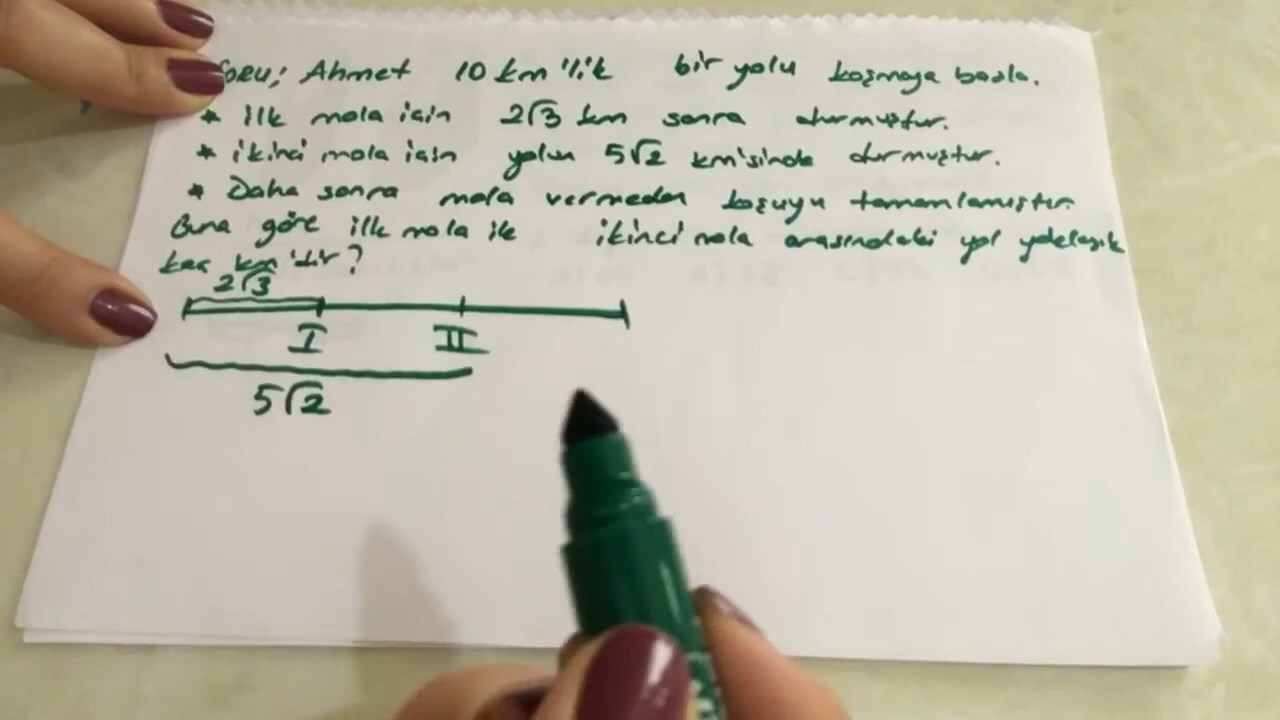 SORU; Ahmet 10 km'lik bir yolu koşmaya başla.
* İlk mola için 2√3 km sonra durmuştur.
* ikinci mola için yolun 5√2 km'sinde durmuştur.
* Daha sonra mola vermeden koşuyu tamamlamıştır.
Buna göre ilk mola ile ikinci mola arasındaki yol yaklaşık
kaç km'dir?
2√3
I II
5√2